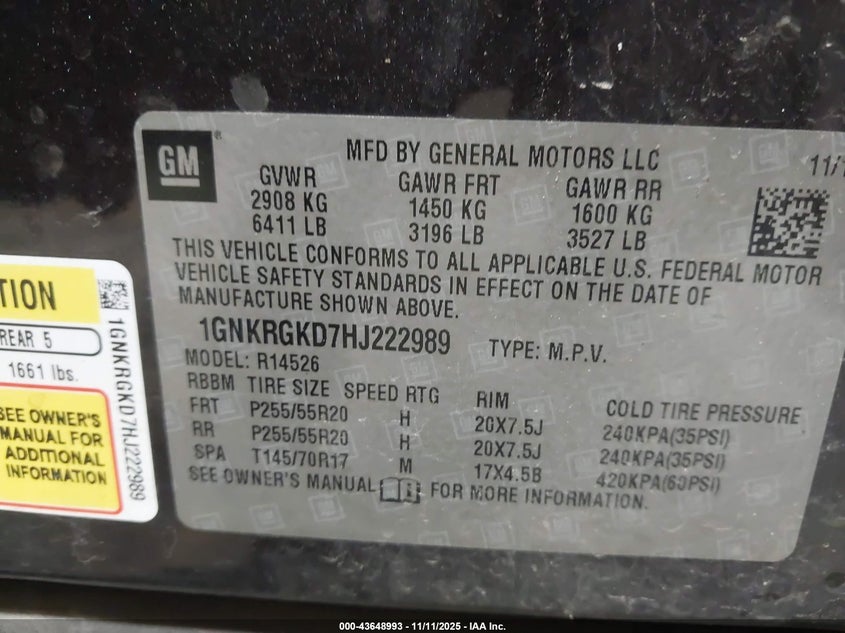 GM
MFD BY GENERAL MOTORS LLC
11/1
GVWR GAWR FRT GAWR RR
2908 KG 1450 KG 1600 KG
6411 LB 3196 LB 3527 LB
THIS VEHICLE CONFORMS TO ALL APPLICABLE U.S. FEDERAL MOTOR
VEHICLE SAFETY STANDARDS IN EFFECT ON THE DATE OF
MANUFACTURE SHOWN ABOVE.
1GNKRGKD7HJ222989 TYPE: M.P.V.
MODEL: R14526
RBBM TIRE SIZE SPEED RTG RIM COLD TIRE PRESSURE
FRT P255/55R20 H 20X7.5J 240KPA(35PSI)
RR P255/55R20 H 20X7.5J 240KPA(35PSI)
SPA T145/70R17 M 17X4.5B 420KPA(60PSI)
SEE OWNER'S MANUAL FOR MORE INFORMATION.
TION
REAR 5
1661 lbs.
SEE OWNER'S
MANUAL FOR
ADDITIONAL
INFORMATION
1GNKRGKD7HJ222989
000-43648993 - 11/11/2025 - IAA Inc.